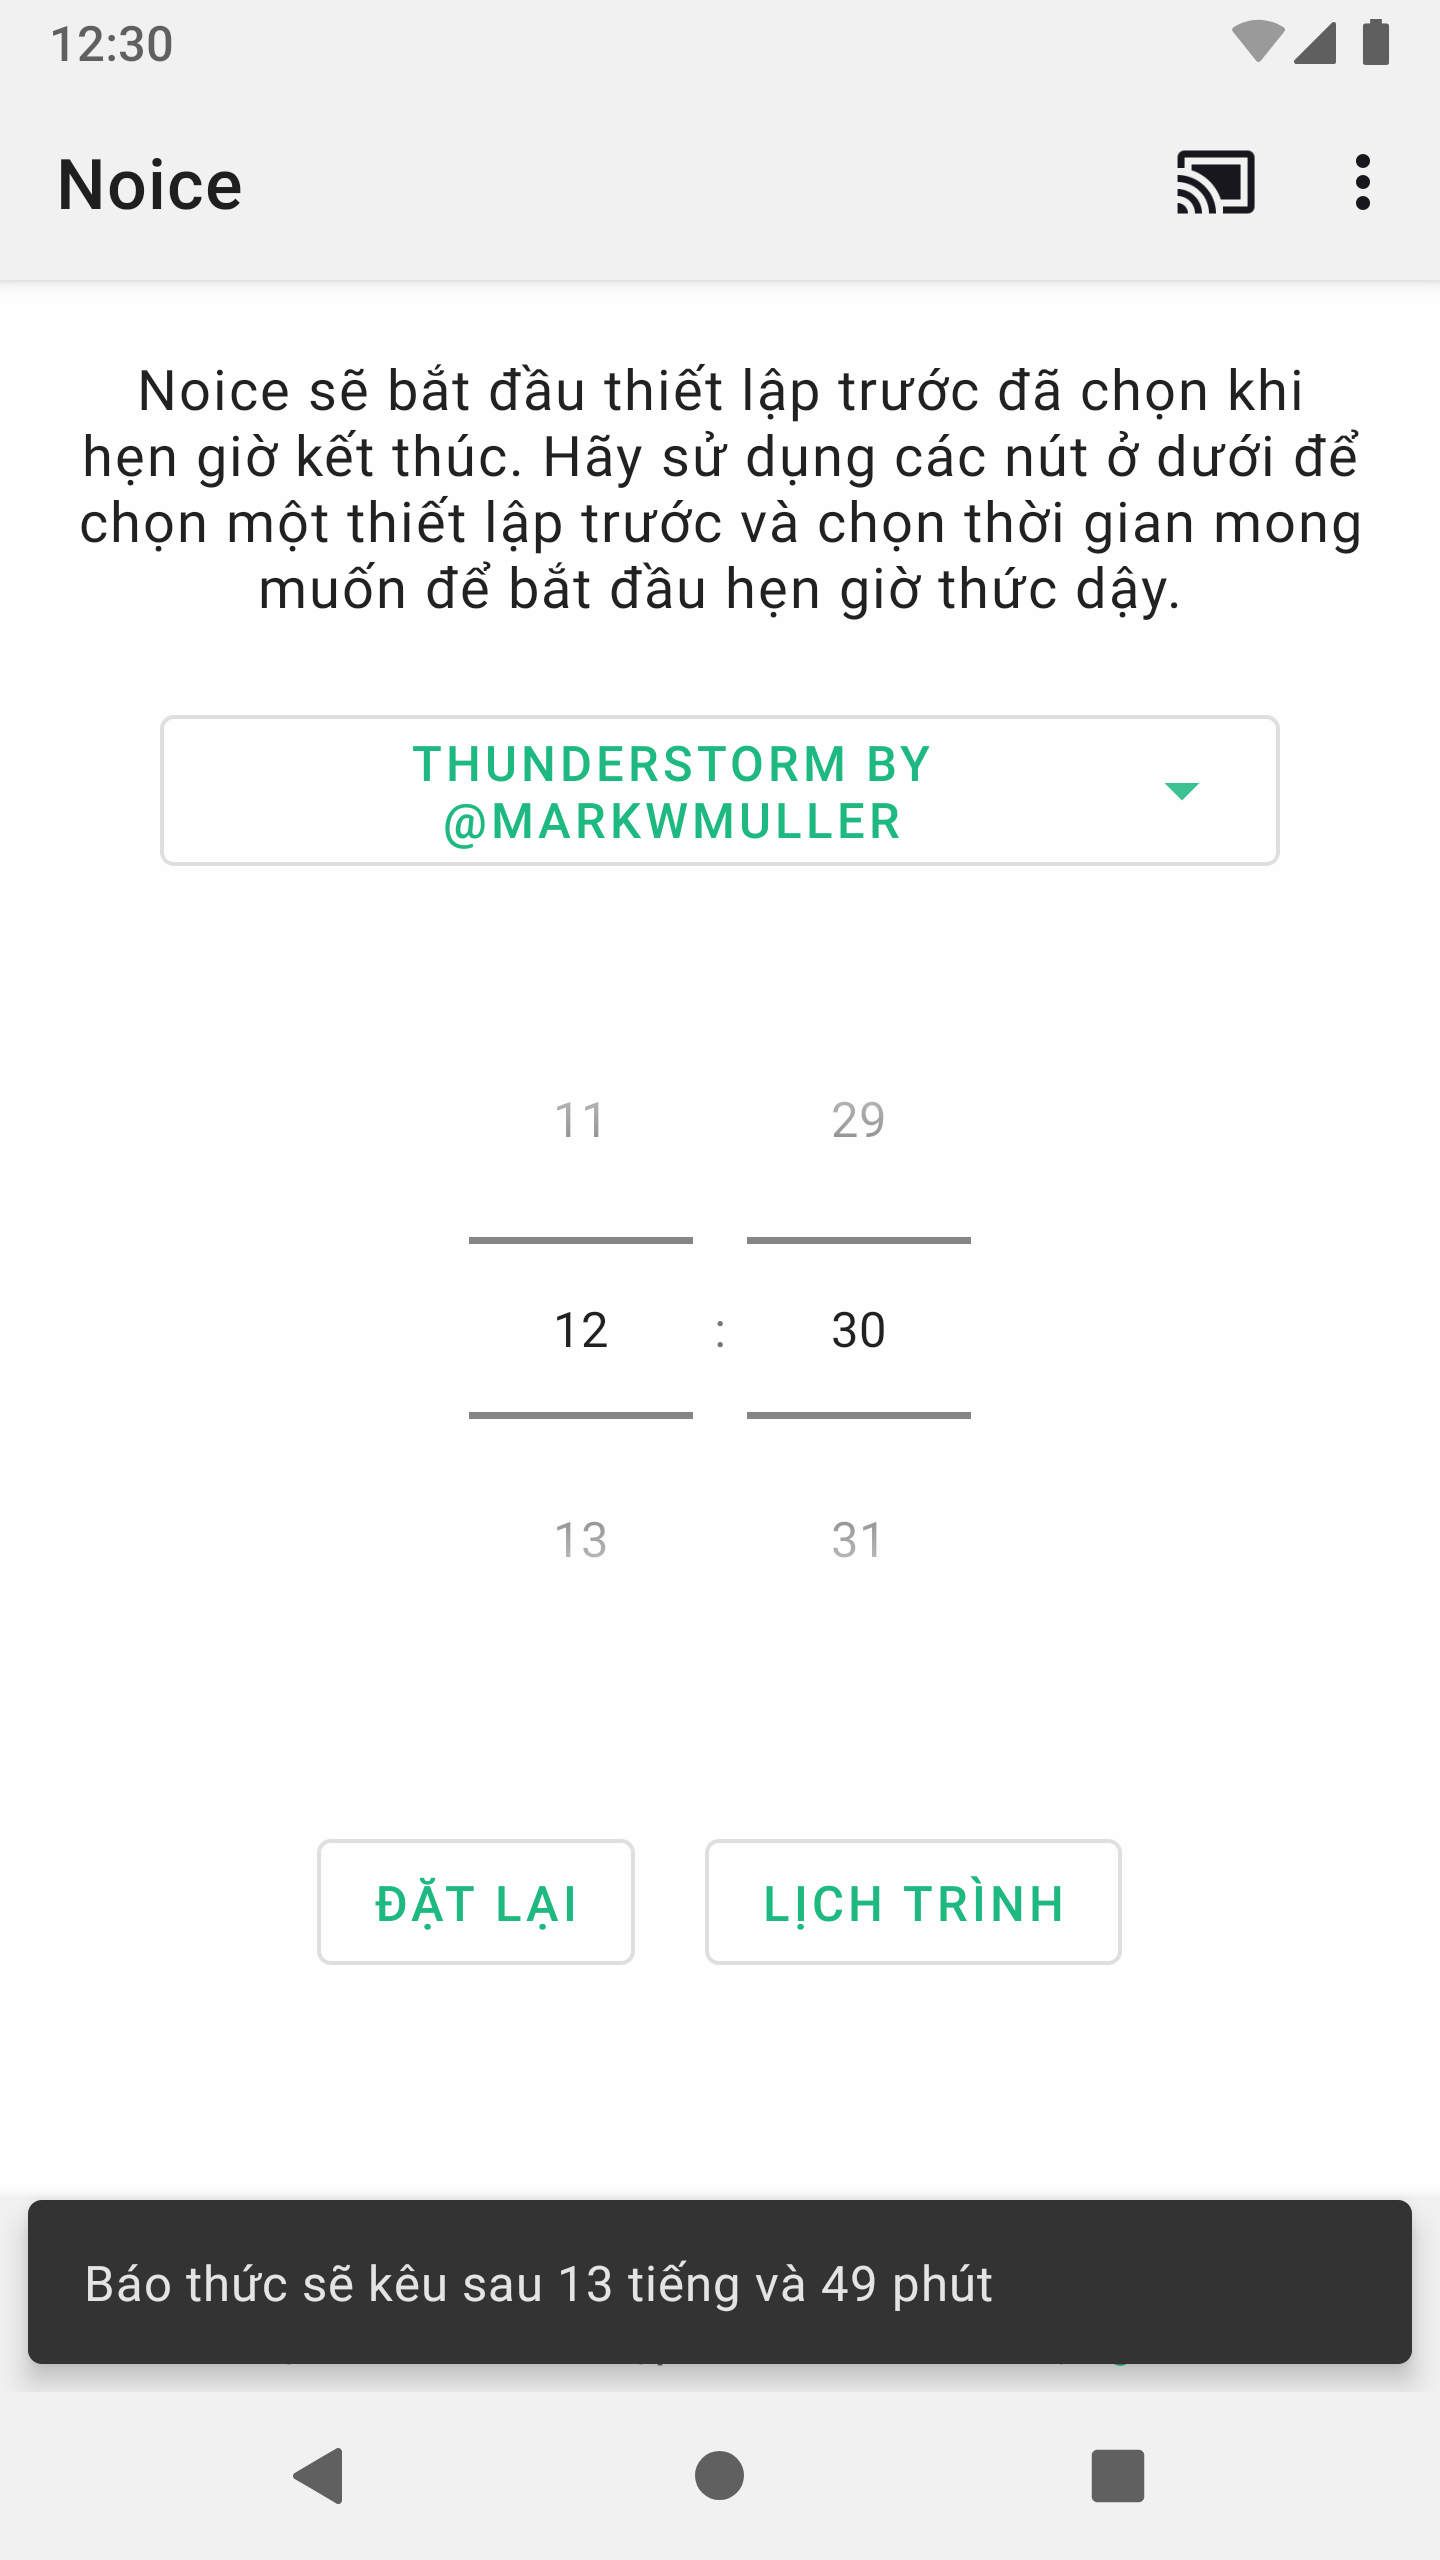 12:30
Noice
Noice sẽ bắt đầu thiết lập trước đã chọn khi
hẹn giờ kết thúc. Hãy sử dụng các nút ở dưới để
chọn một thiết lập trước và chọn thời gian mong
muốn để bắt đầu hẹn giờ thức dậy.
THUNDERSTORM BY
@MARKWMULLER
11 29
12 : 30
13 31
ĐẶT LẠI LỊCH TRÌNH
Báo thức sẽ kêu sau 13 tiếng và 49 phút